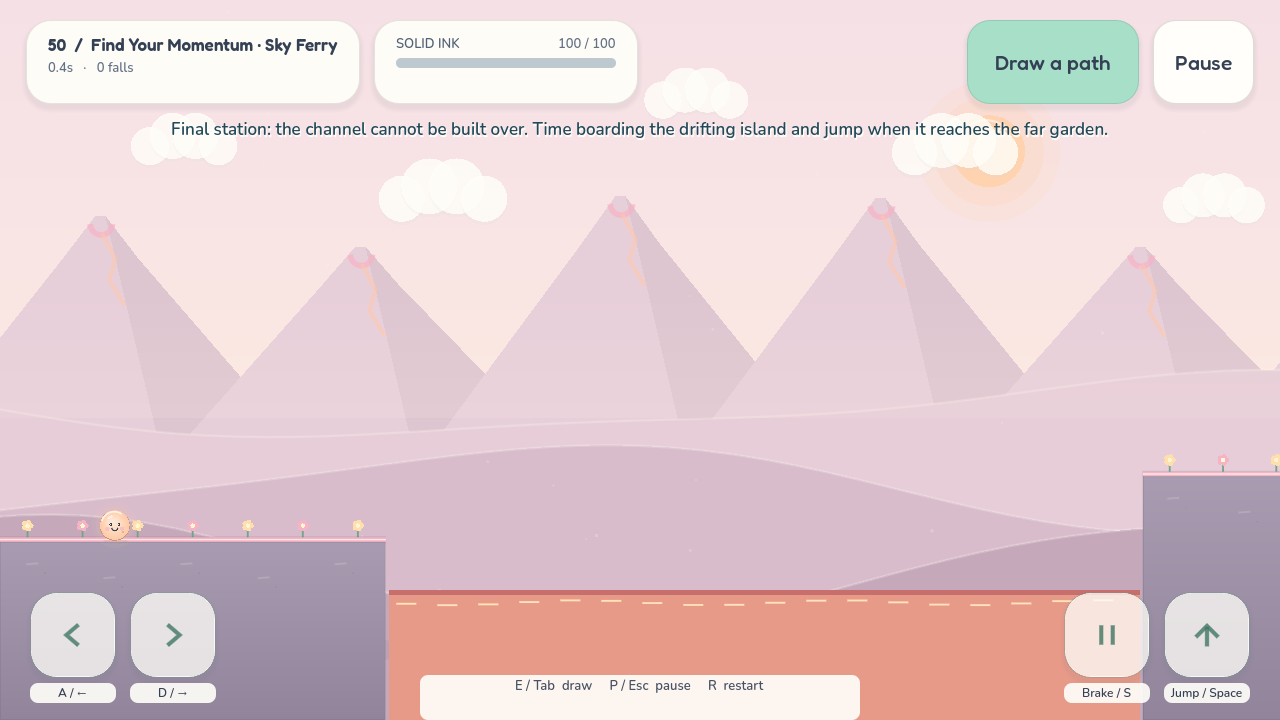 50 / Find Your Momentum · Sky Ferry
0.4s · 0 falls
SOLID INK 100 / 100
Draw a path
Pause
Final station: the channel cannot be built over. Time boarding the drifting island and jump when it reaches the far garden.
A / ←
D / →
E / Tab draw P / Esc pause R restart
Brake / S
Jump / Space